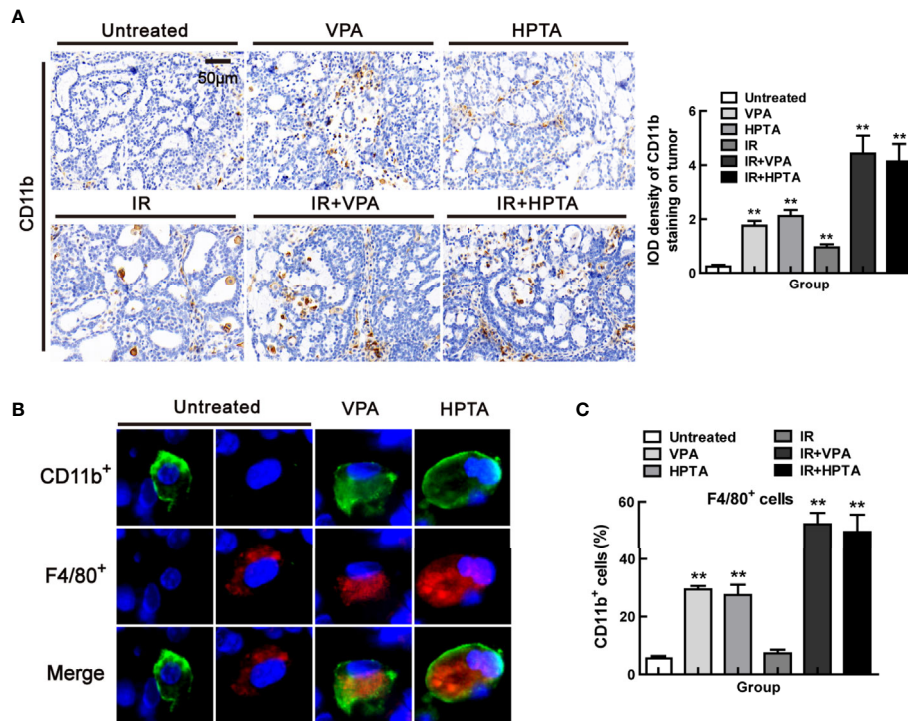 A
Untreated VPA HPTA
50μm
CD11b
IR IR+VPA IR+HPTA
IOD density of CD11b
staining on tumor
6
4
2
0
Untreated
VPA
HPTA
IR
IR+VPA
IR+HPTA
** ** ** ** **
Group
B
Untreated VPA HPTA
CD11b+
F4/80+
Merge
C
Untreated IR
VPA IR+VPA
HPTA IR+HPTA
F4/80+ cells
CD11b+ cells (%)
60
40
20
0
** ** ** **
Group